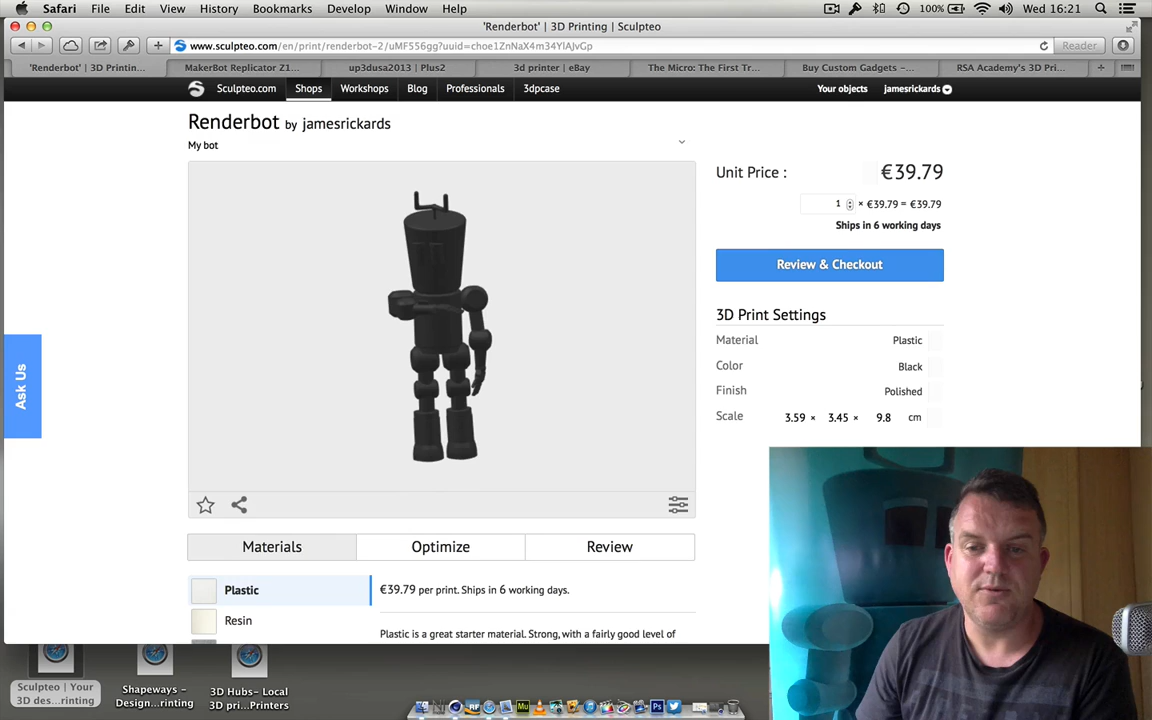 Safari File Edit View History Bookmarks Develop Window Help 100% Wed 16:21
'Renderbot' | 3D Printing | Sculpteo
www.sculpteo.com/en/print/renderbot-2/uMF556gg?uuid=choe1ZnNaX4m34YlAJvGp Reader
'Renderbot' | 3D Printin... MakerBot Replicator Z1... up3dusa2013 | Plus2 3d printer | eBay The Micro: The First Tr... Buy Custom Gadgets –... RSA Academy's 3D Pri...
Sculpteo.com Shops Workshops Blog Professionals 3dpcase Your objects jamesrickards
Renderbot by jamesrickards
My bot
Unit Price : €39.79
1 × €39.79 = €39.79
Ships in 6 working days
Review & Checkout
3D Print Settings
Material Plastic
Color Black
Finish Polished
Scale 3.59 × 3.45 × 9.8 cm
Ask Us
Materials Optimize Review
Plastic €39.79 per print. Ships in 6 working days.
Resin
Plastic is a great starter material. Strong, with a fairly good level of
Sculpteo | Your
3D des...rinting
Shapeways –
Design...rinting
3D Hubs– Local
3D pri...Printers